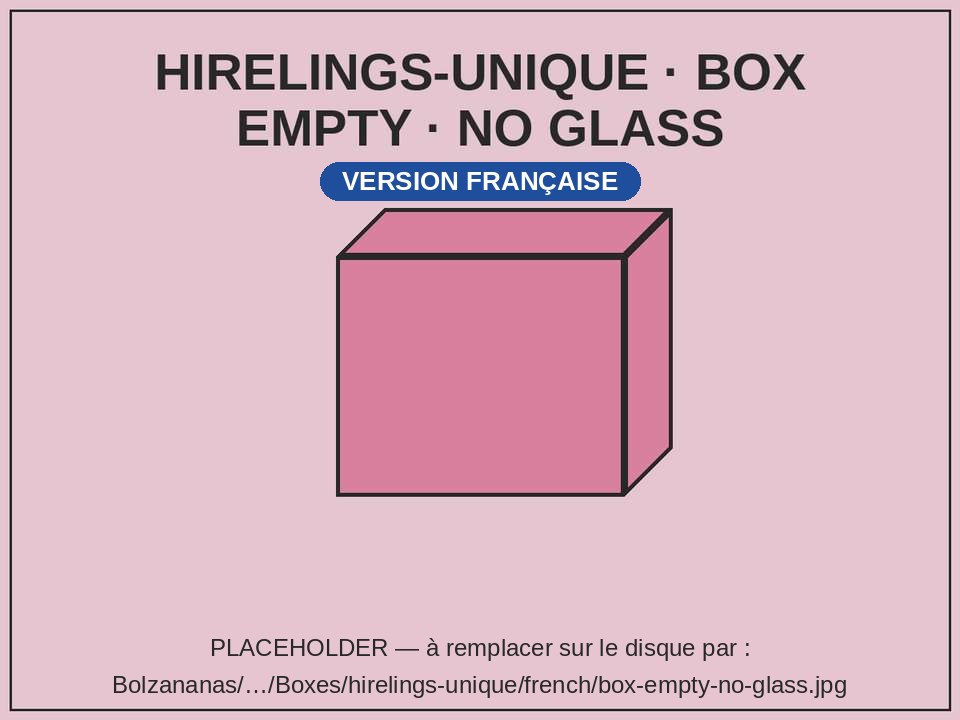 HIRELINGS-UNIQUE · BOX
EMPTY · NO GLASS
VERSION FRANÇAISE
PLACEHOLDER — à remplacer sur le disque par :
Bolzananas/…/Boxes/hirelings-unique/french/box-empty-no-glass.jpg